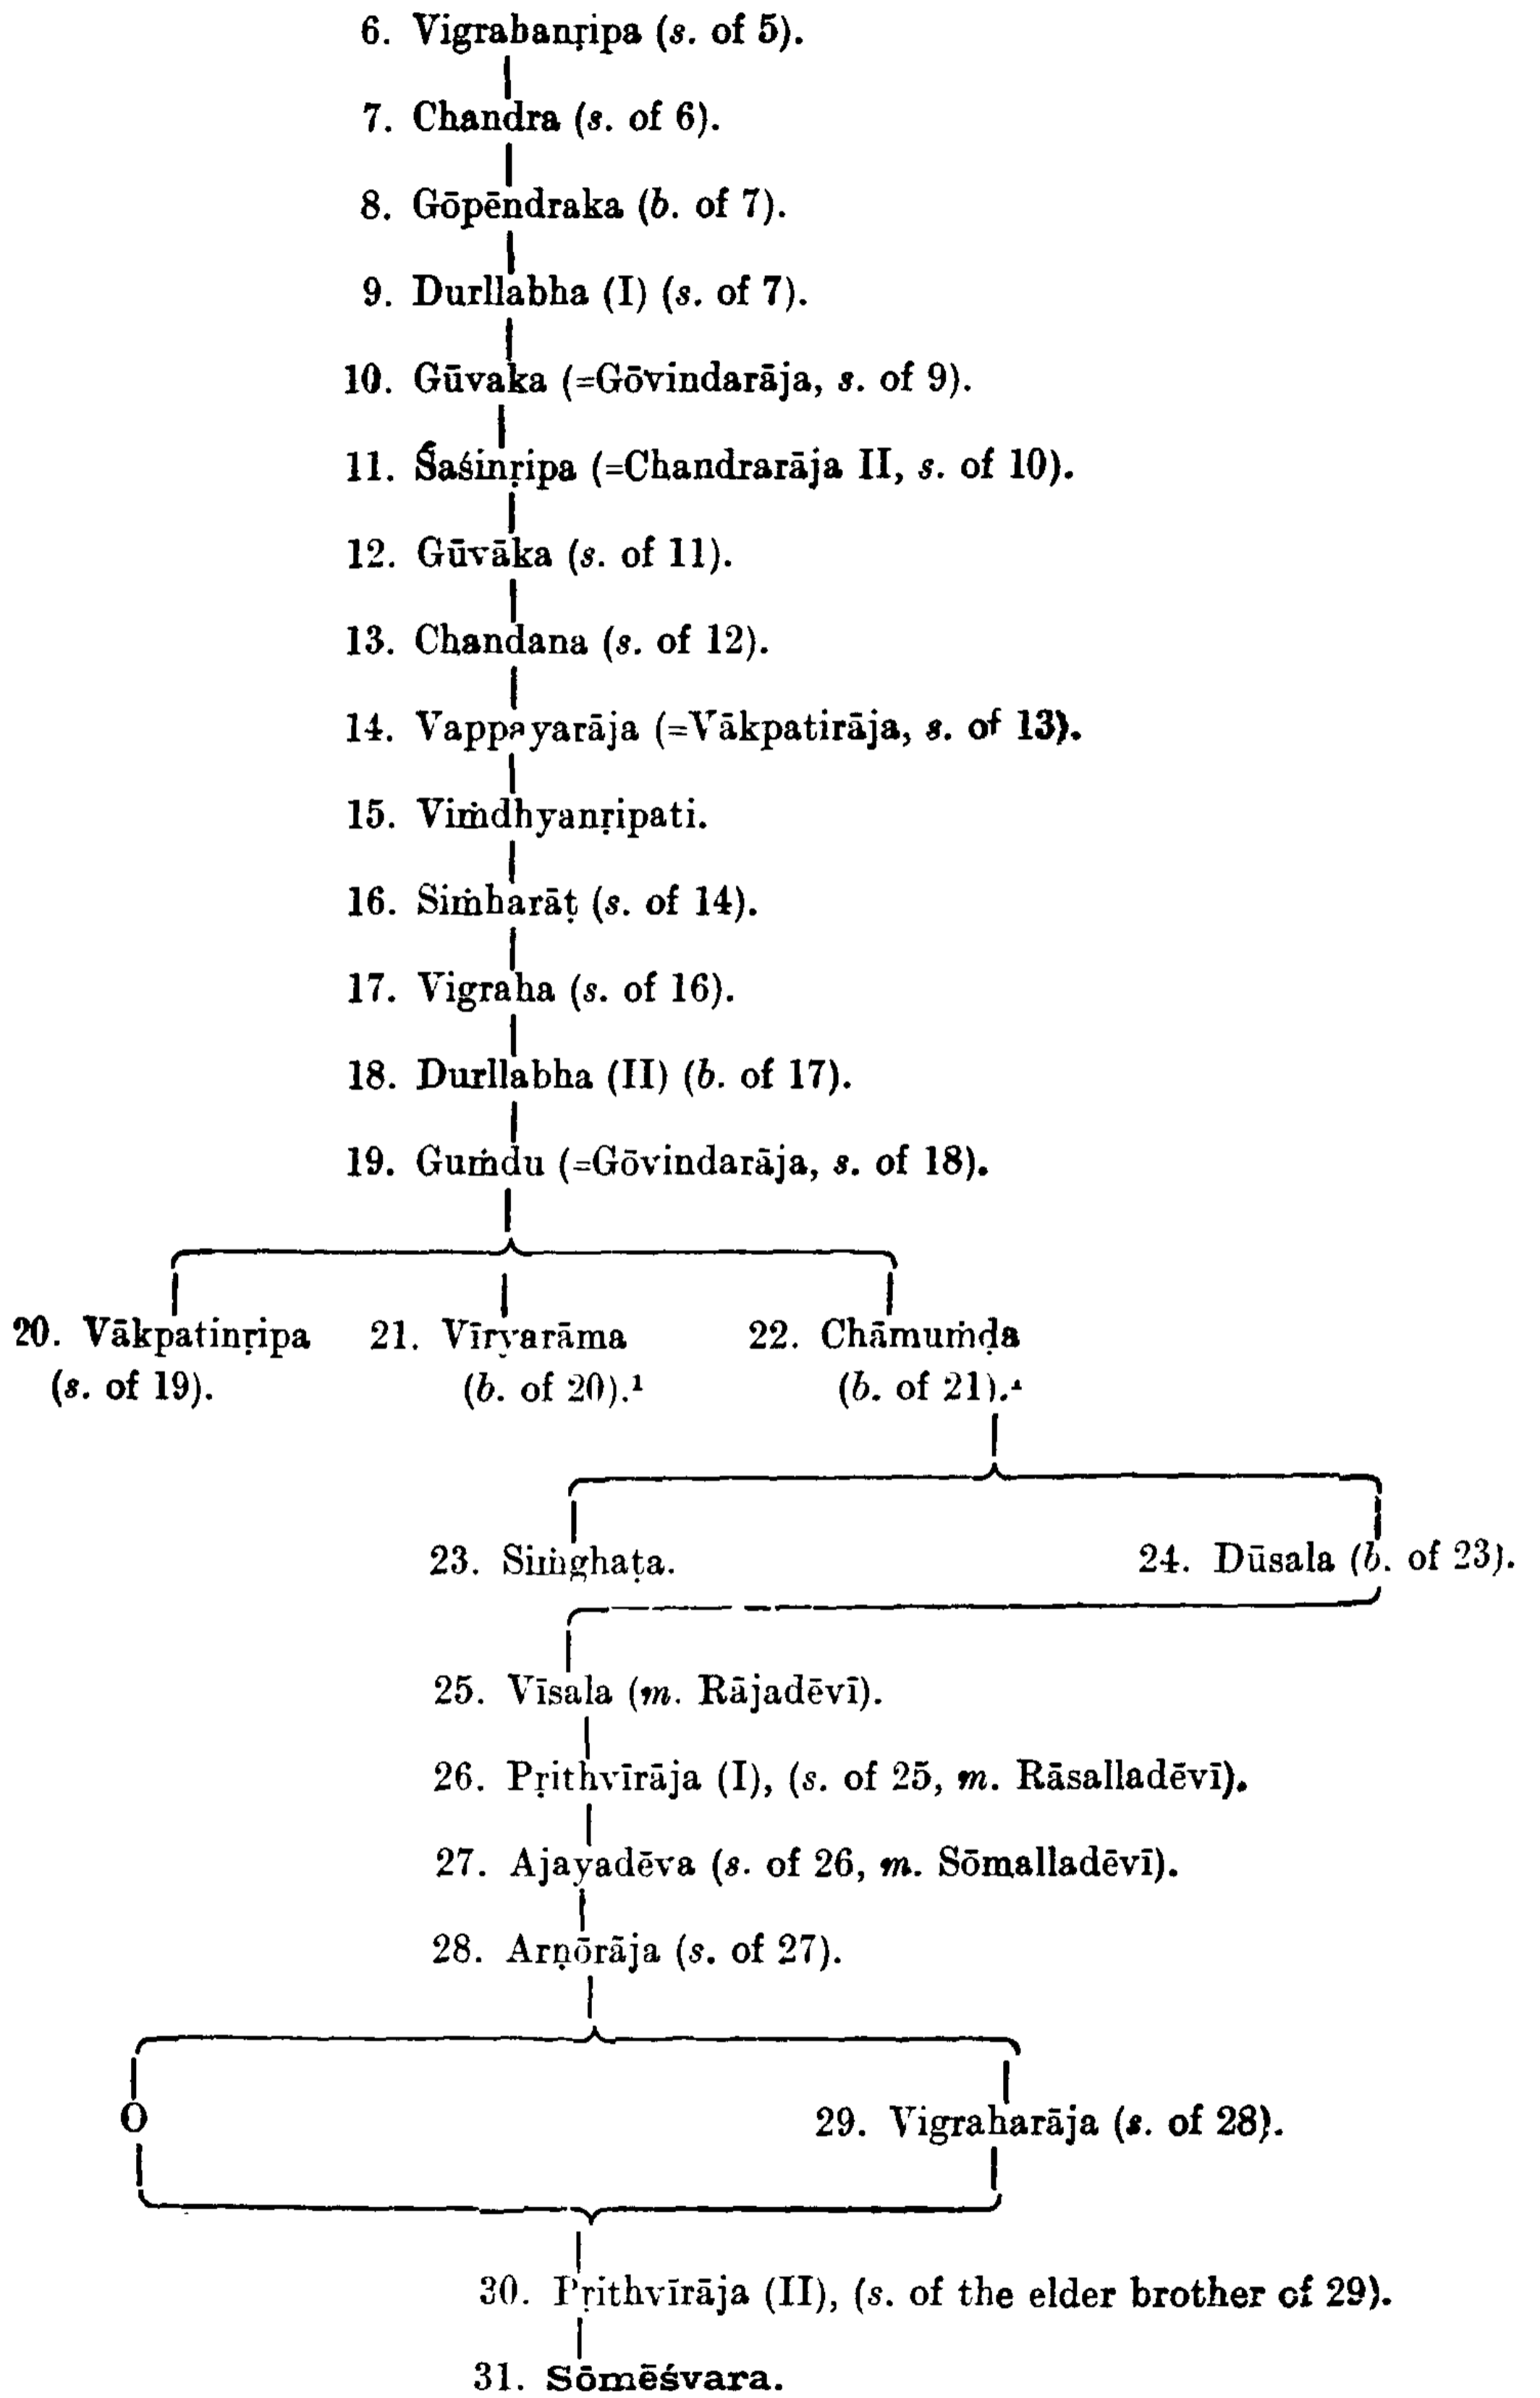 6. Vigrahanṛipa (s. of 5).
7. Chandra (s. of 6).
8. Gōpēndraka (b. of 7).
9. Durllabha (I) (s. of 7).
10. Gūvaka (=Gōvindarāja, s. of 9).
11. Śaśinṛipa (=Chandrarāja II, s. of 10).
12. Gūvāka (s. of 11).
13. Chandana (s. of 12).
14. Vappayarāja (=Vākpatirāja, s. of 13).
15. Viṁdhyanṛipati.
16. Siṁharāṭ (s. of 14).
17. Vigraha (s. of 16).
18. Durllabha (II) (b. of 17).
19. Guṁdu (=Gōvindarāja, s. of 18).
20. Vākpatinṛipa 21. Vīryarāma 22. Chāmuṁḍa
(s. of 19). (b. of 20).¹ (b. of 21).¹
23. Siṁghaṭa. 24. Dūsala (b. of 23).
25. Vīsala (m. Rājadēvī).
26. Pṛithvīrāja (I), (s. of 25, m. Rāsalladēvī).
27. Ajayadēva (s. of 26, m. Sōmalladēvī).
28. Arṇōrāja (s. of 27).
O 29. Vigraharāja (s. of 28).
30. Pṛithvīrāja (II), (s. of the elder brother of 29).
31. Sōmēśvara.